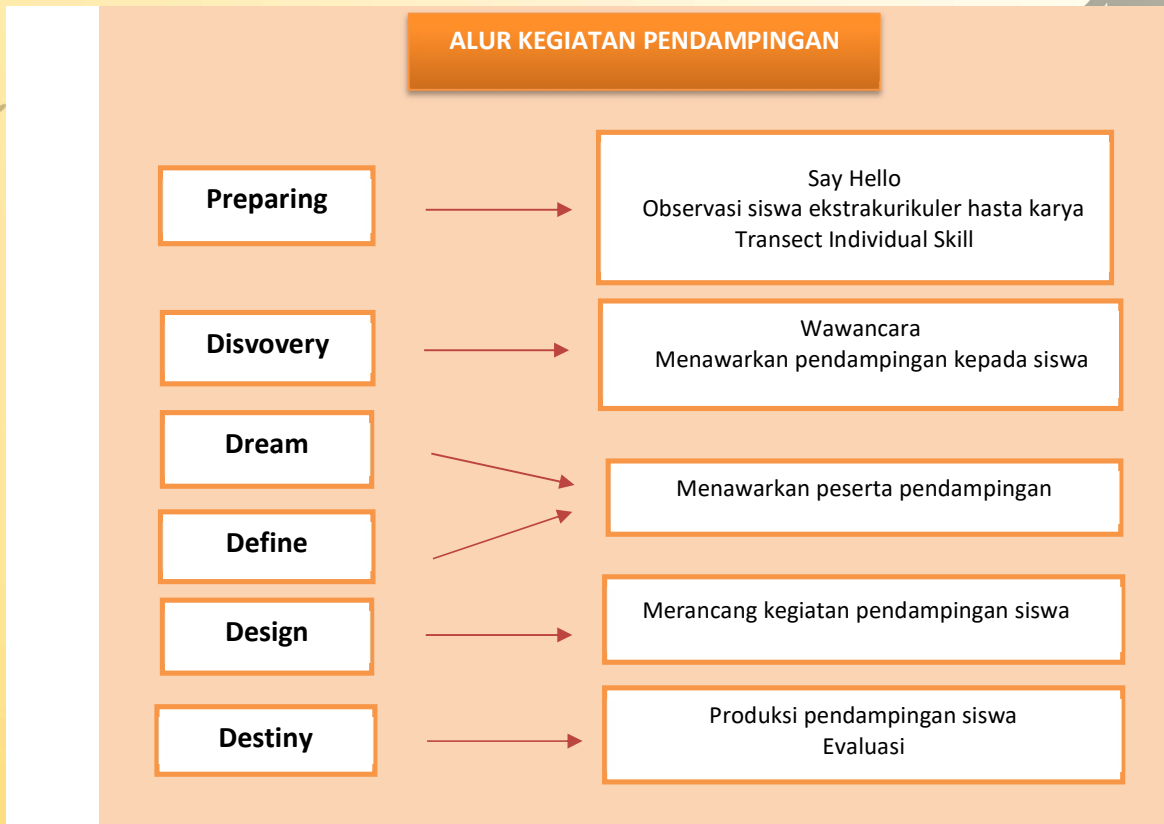 ALUR KEGIATAN PENDAMPINGAN
Preparing
Say Hello
Observasi siswa ekstrakurikuler hasta karya
Transect Individual Skill
Disvovery
Wawancara
Menawarkan pendampingan kepada siswa
Dream
Menawarkan peserta pendampingan
Define
Design
Merancang kegiatan pendampingan siswa
Destiny
Produksi pendampingan siswa
Evaluasi